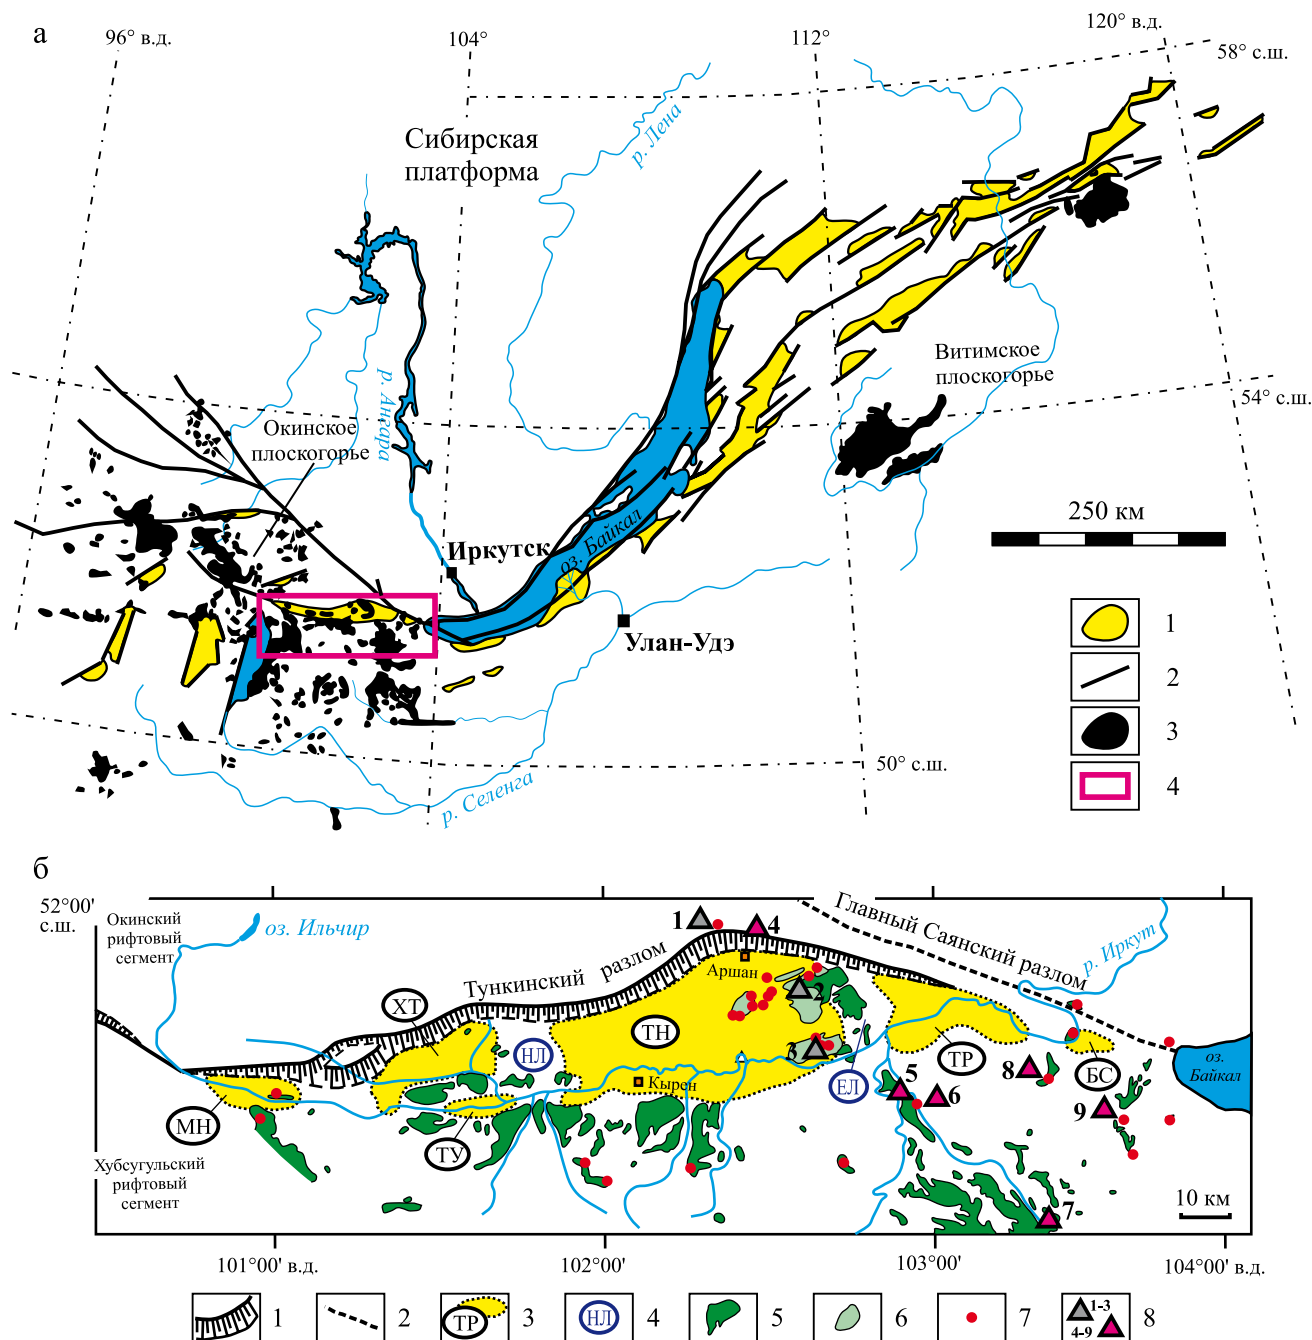 а
96° в.д.
104°
112°
120° в.д.
58° с.ш.
Сибирская
платформа
р. Лена
р. Ангара
Окинское
плоскогорье
Витимское
плоскогорье
54° с.ш.
Иркутск
оз. Байкал
Улан-Удэ
250 км
50° с.ш.
р. Селенга
1
2
3
4
б
52°00'
с.ш.
Окинский
рифтовый
сегмент
оз. Ильчир
Тункинский разлом
Главный Саянский разлом
р. Иркут
1
4
Аршан
2
3
ХТ
НЛ
ТН
Кырен
ЕЛ
ТР
БС
оз.
Байкал
5
6
8
9
7
МН
ТУ
Хубсугульский
рифтовый
сегмент
10 км
101°00' в.д.
102°00'
103°00'
104°00' в.д.
1
2
ТР
3
НЛ
4
5
6
7
1-3
4-9
8